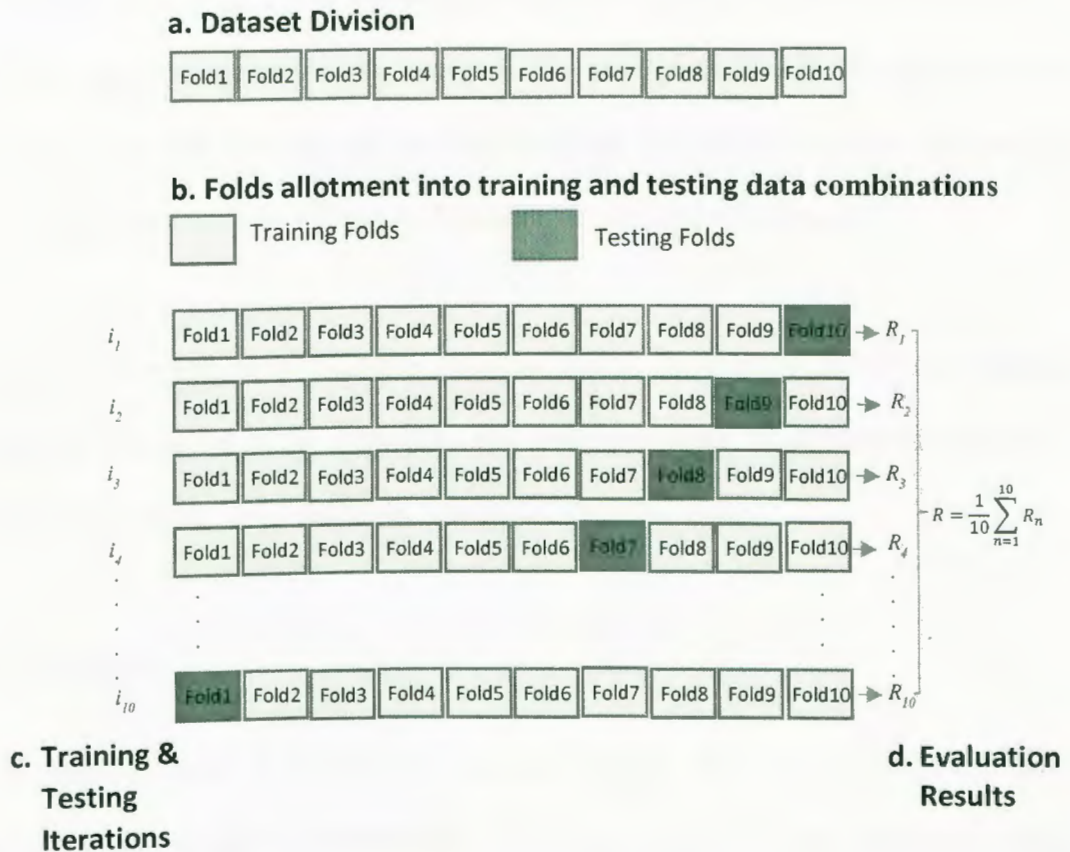 a. Dataset Division
Fold1 Fold2 Fold3 Fold4 Fold5 Fold6 Fold7 Fold8 Fold9 Fold10
b. Folds allotment into training and testing data combinations
Training Folds Testing Folds
i₁ Fold1 Fold2 Fold3 Fold4 Fold5 Fold6 Fold7 Fold8 Fold9 Fold10 R₁
i₂ Fold1 Fold2 Fold3 Fold4 Fold5 Fold6 Fold7 Fold8 Fold9 Fold10 R₂
i₃ Fold1 Fold2 Fold3 Fold4 Fold5 Fold6 Fold7 Fold8 Fold9 Fold10 R₃
R = 1/10 ∑ₙ₌₁¹⁰ Rₙ
i₄ Fold1 Fold2 Fold3 Fold4 Fold5 Fold6 Fold7 Fold8 Fold9 Fold10 R₄
i₁₀ Fold1 Fold2 Fold3 Fold4 Fold5 Fold6 Fold7 Fold8 Fold9 Fold10 R₁₀
c. Training &
Testing
Iterations
d. Evaluation
Results